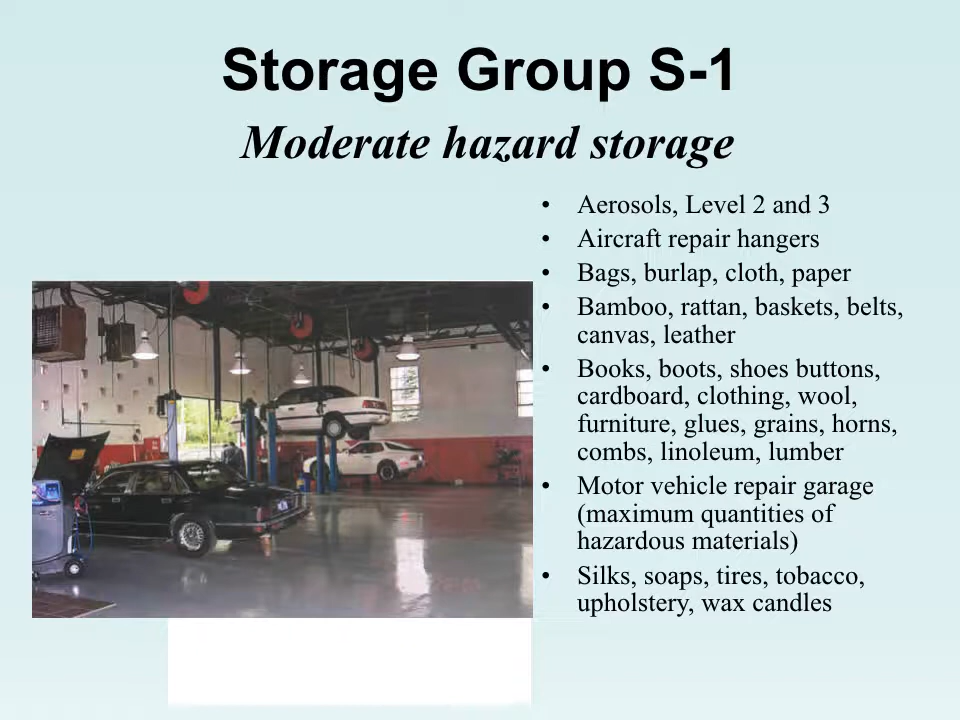 Storage Group S-1
Moderate hazard storage
• Aerosols, Level 2 and 3
• Aircraft repair hangers
• Bags, burlap, cloth, paper
• Bamboo, rattan, baskets, belts,
canvas, leather
• Books, boots, shoes buttons,
cardboard, clothing, wool,
furniture, glues, grains, horns,
combs, linoleum, lumber
• Motor vehicle repair garage
(maximum quantities of
hazardous materials)
• Silks, soaps, tires, tobacco,
upholstery, wax candles